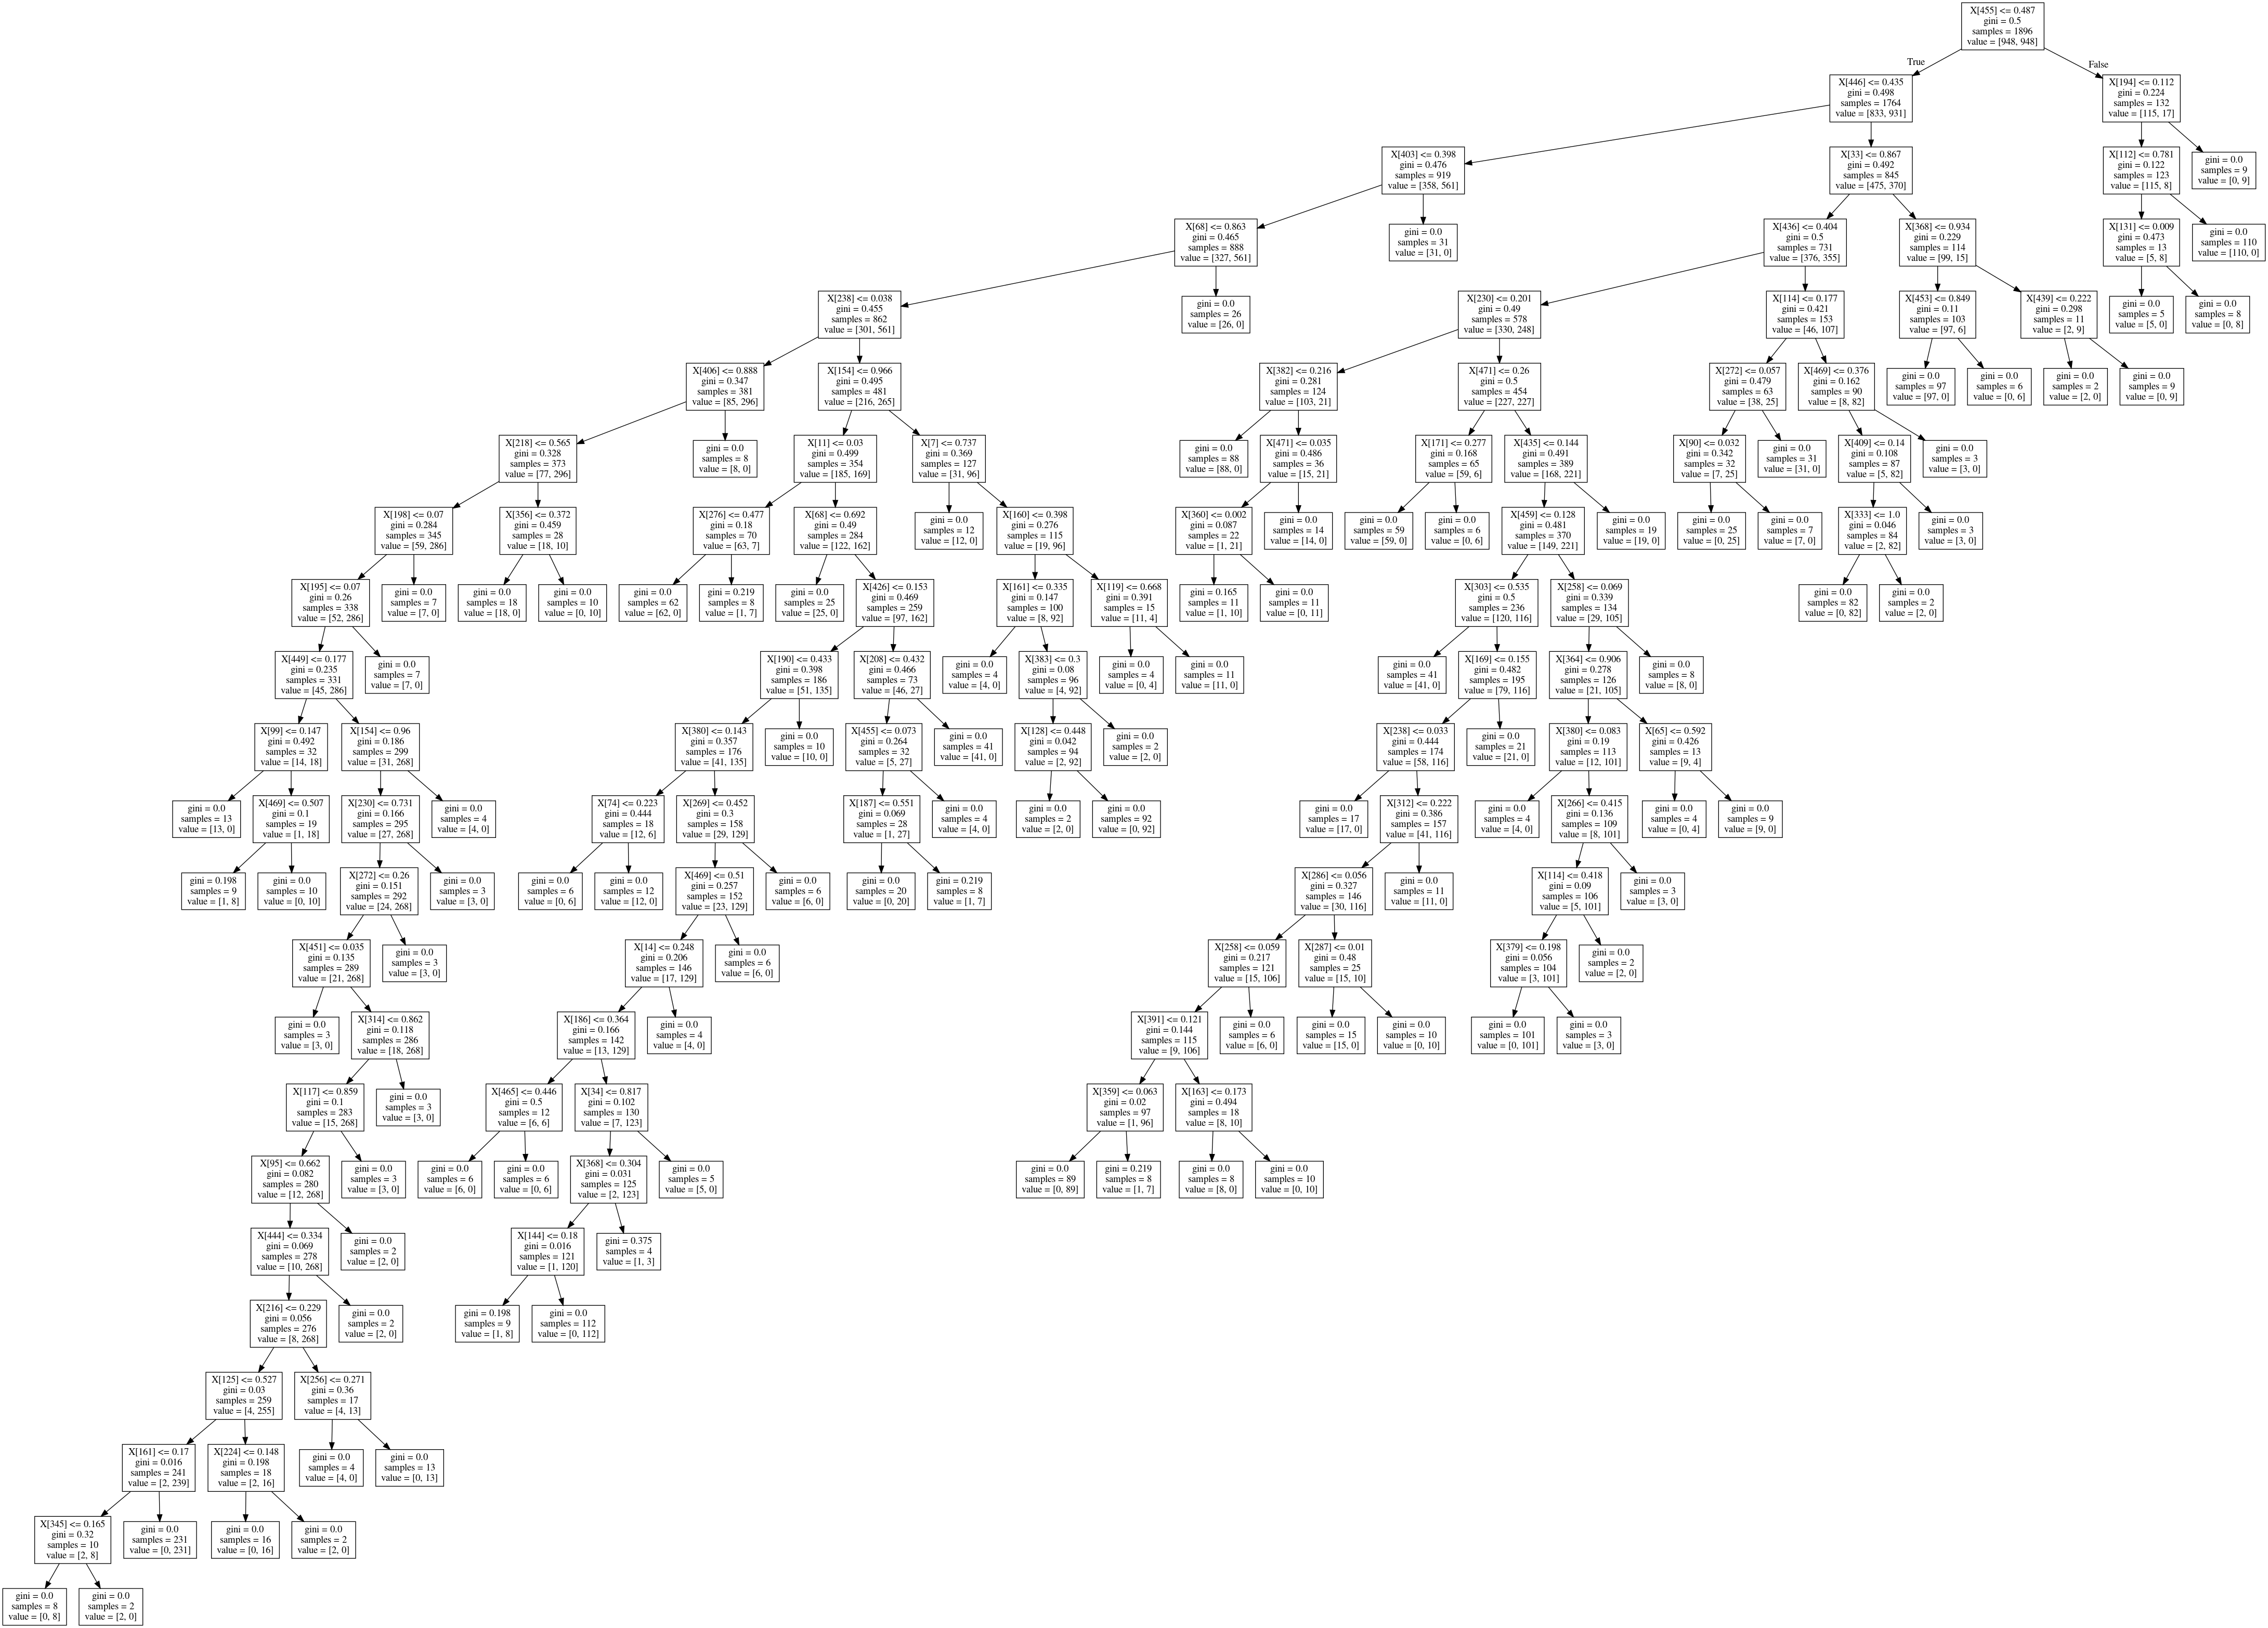 X[455] <= 0.487
gini = 0.5
samples = 1896
value = [948, 948]
True
False
X[446] <= 0.435
gini = 0.498
samples = 1764
value = [833, 931]
X[194] <= 0.112
gini = 0.224
samples = 132
value = [115, 17]
X[403] <= 0.398
gini = 0.476
samples = 919
value = [358, 561]
X[33] <= 0.867
gini = 0.492
samples = 845
value = [475, 370]
X[112] <= 0.781
gini = 0.122
samples = 123
value = [115, 8]
gini = 0.0
samples = 9
value = [0, 9]
X[68] <= 0.863
gini = 0.465
samples = 888
value = [327, 561]
gini = 0.0
samples = 31
value = [31, 0]
X[436] <= 0.404
gini = 0.5
samples = 731
value = [376, 355]
X[368] <= 0.934
gini = 0.229
samples = 114
value = [99, 15]
X[131] <= 0.009
gini = 0.473
samples = 13
value = [5, 8]
gini = 0.0
samples = 110
value = [110, 0]
X[238] <= 0.038
gini = 0.455
samples = 862
value = [301, 561]
gini = 0.0
samples = 26
value = [26, 0]
X[230] <= 0.201
gini = 0.49
samples = 578
value = [330, 248]
X[114] <= 0.177
gini = 0.421
samples = 153
value = [46, 107]
X[453] <= 0.849
gini = 0.11
samples = 103
value = [97, 6]
X[439] <= 0.222
gini = 0.298
samples = 11
value = [2, 9]
gini = 0.0
samples = 5
value = [5, 0]
gini = 0.0
samples = 8
value = [0, 8]
X[406] <= 0.888
gini = 0.347
samples = 381
value = [85, 296]
X[154] <= 0.966
gini = 0.495
samples = 481
value = [216, 265]
X[382] <= 0.216
gini = 0.281
samples = 124
value = [103, 21]
X[471] <= 0.26
gini = 0.5
samples = 454
value = [227, 227]
X[272] <= 0.057
gini = 0.479
samples = 63
value = [38, 25]
X[469] <= 0.376
gini = 0.162
samples = 90
value = [8, 82]
gini = 0.0
samples = 97
value = [97, 0]
gini = 0.0
samples = 6
value = [0, 6]
gini = 0.0
samples = 2
value = [2, 0]
gini = 0.0
samples = 9
value = [0, 9]
X[218] <= 0.565
gini = 0.328
samples = 373
value = [77, 296]
gini = 0.0
samples = 8
value = [8, 0]
X[11] <= 0.03
gini = 0.499
samples = 354
value = [185, 169]
X[7] <= 0.737
gini = 0.369
samples = 127
value = [31, 96]
gini = 0.0
samples = 88
value = [88, 0]
X[471] <= 0.035
gini = 0.486
samples = 36
value = [15, 21]
X[171] <= 0.277
gini = 0.168
samples = 65
value = [59, 6]
X[435] <= 0.144
gini = 0.491
samples = 389
value = [168, 221]
X[90] <= 0.032
gini = 0.342
samples = 32
value = [7, 25]
gini = 0.0
samples = 31
value = [31, 0]
X[409] <= 0.14
gini = 0.108
samples = 87
value = [5, 82]
gini = 0.0
samples = 3
value = [3, 0]
X[198] <= 0.07
gini = 0.284
samples = 345
value = [59, 286]
X[356] <= 0.372
gini = 0.459
samples = 28
value = [18, 10]
X[276] <= 0.477
gini = 0.18
samples = 70
value = [63, 7]
X[68] <= 0.692
gini = 0.49
samples = 284
value = [122, 162]
gini = 0.0
samples = 12
value = [12, 0]
X[160] <= 0.398
gini = 0.276
samples = 115
value = [19, 96]
X[360] <= 0.002
gini = 0.087
samples = 22
value = [1, 21]
gini = 0.0
samples = 14
value = [14, 0]
gini = 0.0
samples = 59
value = [59, 0]
gini = 0.0
samples = 6
value = [0, 6]
X[459] <= 0.128
gini = 0.481
samples = 370
value = [149, 221]
gini = 0.0
samples = 19
value = [19, 0]
gini = 0.0
samples = 25
value = [0, 25]
gini = 0.0
samples = 7
value = [7, 0]
X[333] <= 1.0
gini = 0.046
samples = 84
value = [2, 82]
gini = 0.0
samples = 3
value = [3, 0]
X[195] <= 0.07
gini = 0.26
samples = 338
value = [52, 286]
gini = 0.0
samples = 7
value = [7, 0]
gini = 0.0
samples = 18
value = [18, 0]
gini = 0.0
samples = 10
value = [0, 10]
gini = 0.0
samples = 62
value = [62, 0]
gini = 0.219
samples = 8
value = [1, 7]
gini = 0.0
samples = 25
value = [25, 0]
X[426] <= 0.153
gini = 0.469
samples = 259
value = [97, 162]
X[161] <= 0.335
gini = 0.147
samples = 100
value = [8, 92]
X[119] <= 0.668
gini = 0.391
samples = 15
value = [11, 4]
gini = 0.165
samples = 11
value = [1, 10]
gini = 0.0
samples = 11
value = [0, 11]
X[303] <= 0.535
gini = 0.5
samples = 236
value = [120, 116]
X[258] <= 0.069
gini = 0.339
samples = 134
value = [29, 105]
gini = 0.0
samples = 82
value = [0, 82]
gini = 0.0
samples = 2
value = [2, 0]
X[449] <= 0.177
gini = 0.235
samples = 331
value = [45, 286]
gini = 0.0
samples = 7
value = [7, 0]
X[190] <= 0.433
gini = 0.398
samples = 186
value = [51, 135]
X[208] <= 0.432
gini = 0.466
samples = 73
value = [46, 27]
gini = 0.0
samples = 4
value = [4, 0]
X[383] <= 0.3
gini = 0.08
samples = 96
value = [4, 92]
gini = 0.0
samples = 4
value = [0, 4]
gini = 0.0
samples = 11
value = [11, 0]
gini = 0.0
samples = 41
value = [41, 0]
X[169] <= 0.155
gini = 0.482
samples = 195
value = [79, 116]
X[364] <= 0.906
gini = 0.278
samples = 126
value = [21, 105]
gini = 0.0
samples = 8
value = [8, 0]
X[99] <= 0.147
gini = 0.492
samples = 32
value = [14, 18]
X[154] <= 0.96
gini = 0.186
samples = 299
value = [31, 268]
X[380] <= 0.143
gini = 0.357
samples = 176
value = [41, 135]
gini = 0.0
samples = 10
value = [10, 0]
X[455] <= 0.073
gini = 0.264
samples = 32
value = [5, 27]
gini = 0.0
samples = 41
value = [41, 0]
X[128] <= 0.448
gini = 0.042
samples = 94
value = [2, 92]
gini = 0.0
samples = 2
value = [2, 0]
X[238] <= 0.033
gini = 0.444
samples = 174
value = [58, 116]
gini = 0.0
samples = 21
value = [21, 0]
X[380] <= 0.083
gini = 0.19
samples = 113
value = [12, 101]
X[65] <= 0.592
gini = 0.426
samples = 13
value = [9, 4]
gini = 0.0
samples = 13
value = [13, 0]
X[469] <= 0.507
gini = 0.1
samples = 19
value = [1, 18]
X[230] <= 0.731
gini = 0.166
samples = 295
value = [27, 268]
gini = 0.0
samples = 4
value = [4, 0]
X[74] <= 0.223
gini = 0.444
samples = 18
value = [12, 6]
X[269] <= 0.452
gini = 0.3
samples = 158
value = [29, 129]
X[187] <= 0.551
gini = 0.069
samples = 28
value = [1, 27]
gini = 0.0
samples = 4
value = [4, 0]
gini = 0.0
samples = 2
value = [2, 0]
gini = 0.0
samples = 92
value = [0, 92]
gini = 0.0
samples = 17
value = [17, 0]
X[312] <= 0.222
gini = 0.386
samples = 157
value = [41, 116]
gini = 0.0
samples = 4
value = [4, 0]
X[266] <= 0.415
gini = 0.136
samples = 109
value = [8, 101]
gini = 0.0
samples = 4
value = [0, 4]
gini = 0.0
samples = 9
value = [9, 0]
gini = 0.198
samples = 9
value = [1, 8]
gini = 0.0
samples = 10
value = [0, 10]
X[272] <= 0.26
gini = 0.151
samples = 292
value = [24, 268]
gini = 0.0
samples = 3
value = [3, 0]
gini = 0.0
samples = 6
value = [0, 6]
gini = 0.0
samples = 12
value = [12, 0]
X[469] <= 0.51
gini = 0.257
samples = 152
value = [23, 129]
gini = 0.0
samples = 6
value = [6, 0]
gini = 0.0
samples = 20
value = [0, 20]
gini = 0.219
samples = 8
value = [1, 7]
X[286] <= 0.056
gini = 0.327
samples = 146
value = [30, 116]
gini = 0.0
samples = 11
value = [11, 0]
X[114] <= 0.418
gini = 0.09
samples = 106
value = [5, 101]
gini = 0.0
samples = 3
value = [3, 0]
X[451] <= 0.035
gini = 0.135
samples = 289
value = [21, 268]
gini = 0.0
samples = 3
value = [3, 0]
X[14] <= 0.248
gini = 0.206
samples = 146
value = [17, 129]
gini = 0.0
samples = 6
value = [6, 0]
X[258] <= 0.059
gini = 0.217
samples = 121
value = [15, 106]
X[287] <= 0.01
gini = 0.48
samples = 25
value = [15, 10]
X[379] <= 0.198
gini = 0.056
samples = 104
value = [3, 101]
gini = 0.0
samples = 2
value = [2, 0]
gini = 0.0
samples = 3
value = [3, 0]
X[314] <= 0.862
gini = 0.118
samples = 286
value = [18, 268]
X[186] <= 0.364
gini = 0.166
samples = 142
value = [13, 129]
gini = 0.0
samples = 4
value = [4, 0]
X[391] <= 0.121
gini = 0.144
samples = 115
value = [9, 106]
gini = 0.0
samples = 6
value = [6, 0]
gini = 0.0
samples = 15
value = [15, 0]
gini = 0.0
samples = 10
value = [0, 10]
gini = 0.0
samples = 101
value = [0, 101]
gini = 0.0
samples = 3
value = [3, 0]
X[117] <= 0.859
gini = 0.1
samples = 283
value = [15, 268]
gini = 0.0
samples = 3
value = [3, 0]
X[465] <= 0.446
gini = 0.5
samples = 12
value = [6, 6]
X[34] <= 0.817
gini = 0.102
samples = 130
value = [7, 123]
X[359] <= 0.063
gini = 0.02
samples = 97
value = [1, 96]
X[163] <= 0.173
gini = 0.494
samples = 18
value = [8, 10]
X[95] <= 0.662
gini = 0.082
samples = 280
value = [12, 268]
gini = 0.0
samples = 3
value = [3, 0]
gini = 0.0
samples = 6
value = [6, 0]
gini = 0.0
samples = 6
value = [0, 6]
X[368] <= 0.304
gini = 0.031
samples = 125
value = [2, 123]
gini = 0.0
samples = 5
value = [5, 0]
gini = 0.0
samples = 89
value = [0, 89]
gini = 0.219
samples = 8
value = [1, 7]
gini = 0.0
samples = 8
value = [8, 0]
gini = 0.0
samples = 10
value = [0, 10]
X[444] <= 0.334
gini = 0.069
samples = 278
value = [10, 268]
gini = 0.0
samples = 2
value = [2, 0]
X[144] <= 0.18
gini = 0.016
samples = 121
value = [1, 120]
gini = 0.375
samples = 4
value = [1, 3]
X[216] <= 0.229
gini = 0.056
samples = 276
value = [8, 268]
gini = 0.0
samples = 2
value = [2, 0]
gini = 0.198
samples = 9
value = [1, 8]
gini = 0.0
samples = 112
value = [0, 112]
X[125] <= 0.527
gini = 0.03
samples = 259
value = [4, 255]
X[256] <= 0.271
gini = 0.36
samples = 17
value = [4, 13]
X[161] <= 0.17
gini = 0.016
samples = 241
value = [2, 239]
X[224] <= 0.148
gini = 0.198
samples = 18
value = [2, 16]
gini = 0.0
samples = 4
value = [4, 0]
gini = 0.0
samples = 13
value = [0, 13]
X[345] <= 0.165
gini = 0.32
samples = 10
value = [2, 8]
gini = 0.0
samples = 231
value = [0, 231]
gini = 0.0
samples = 16
value = [0, 16]
gini = 0.0
samples = 2
value = [2, 0]
gini = 0.0
samples = 8
value = [0, 8]
gini = 0.0
samples = 2
value = [2, 0]